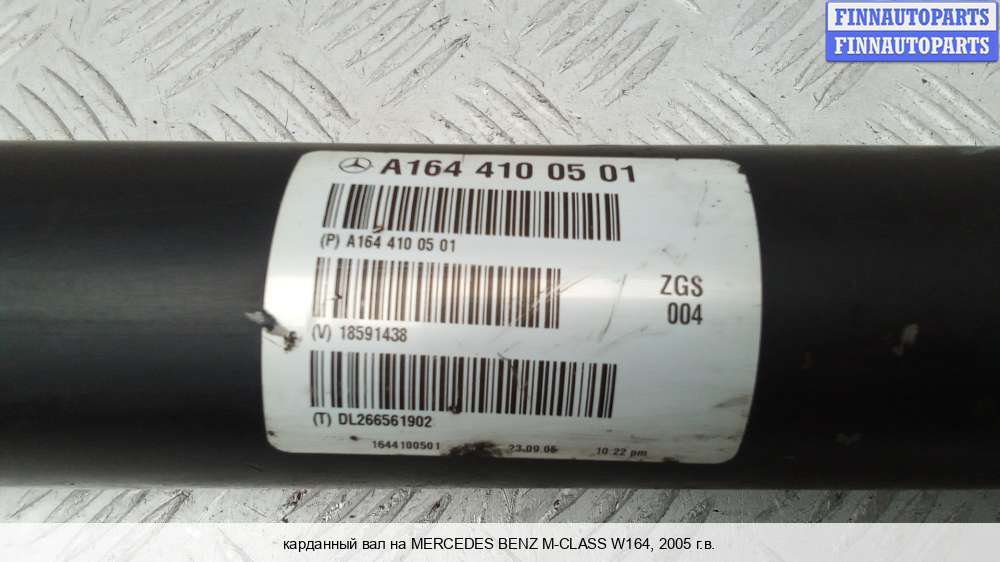 FINNAUTOPARTS
FINNAUTOPARTS
A164 410 05 01
(P) A164 410 05 01
ZGS
004
(V) 18591438
(T) DL266561902
1644100501 23.09.05 10:22 pm
карданный вал на MERCEDES BENZ M-CLASS W164, 2005 г.в.